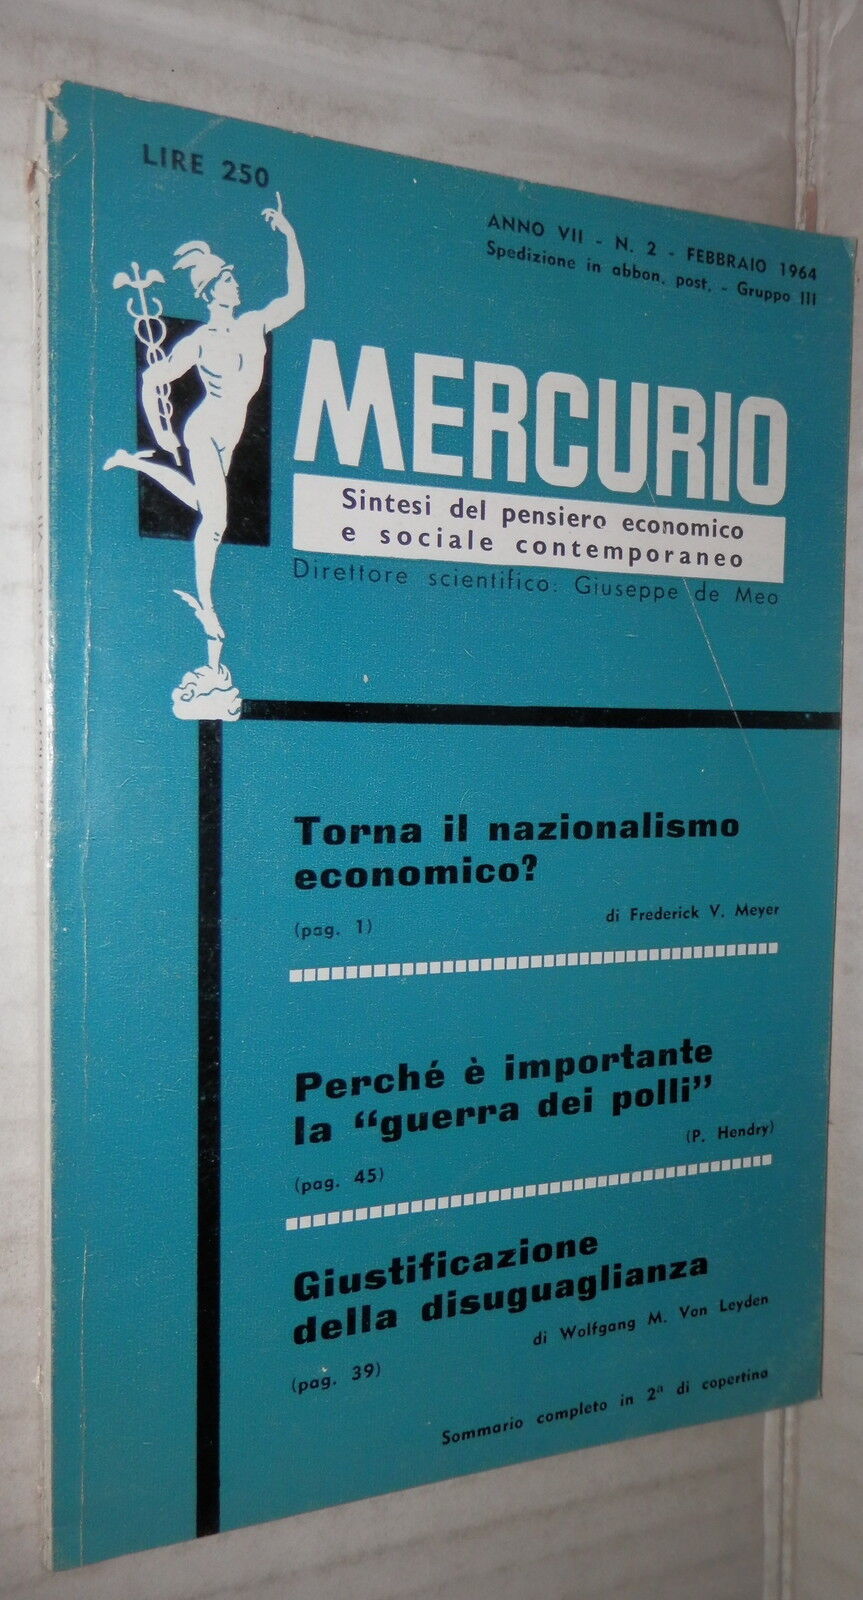 LIRE 250
ANNO VII - N. 2 - FEBBRAIO 1964
Spedizione in abbon. post. - Gruppo III
MERCURIO
Sintesi del pensiero economico
e sociale contemporaneo
Direttore scientifico: Giuseppe de Meo
Torna il nazionalismo
economico?
(pag. 1) di Frederick V. Meyer
Perché è importante
la "guerra dei polli"
(pag. 45) (P. Hendry)
Giustificazione
della disuguaglianza
(pag. 39) di Wolfgang M. Von Leyden
Sommario completo in 2ª di copertina